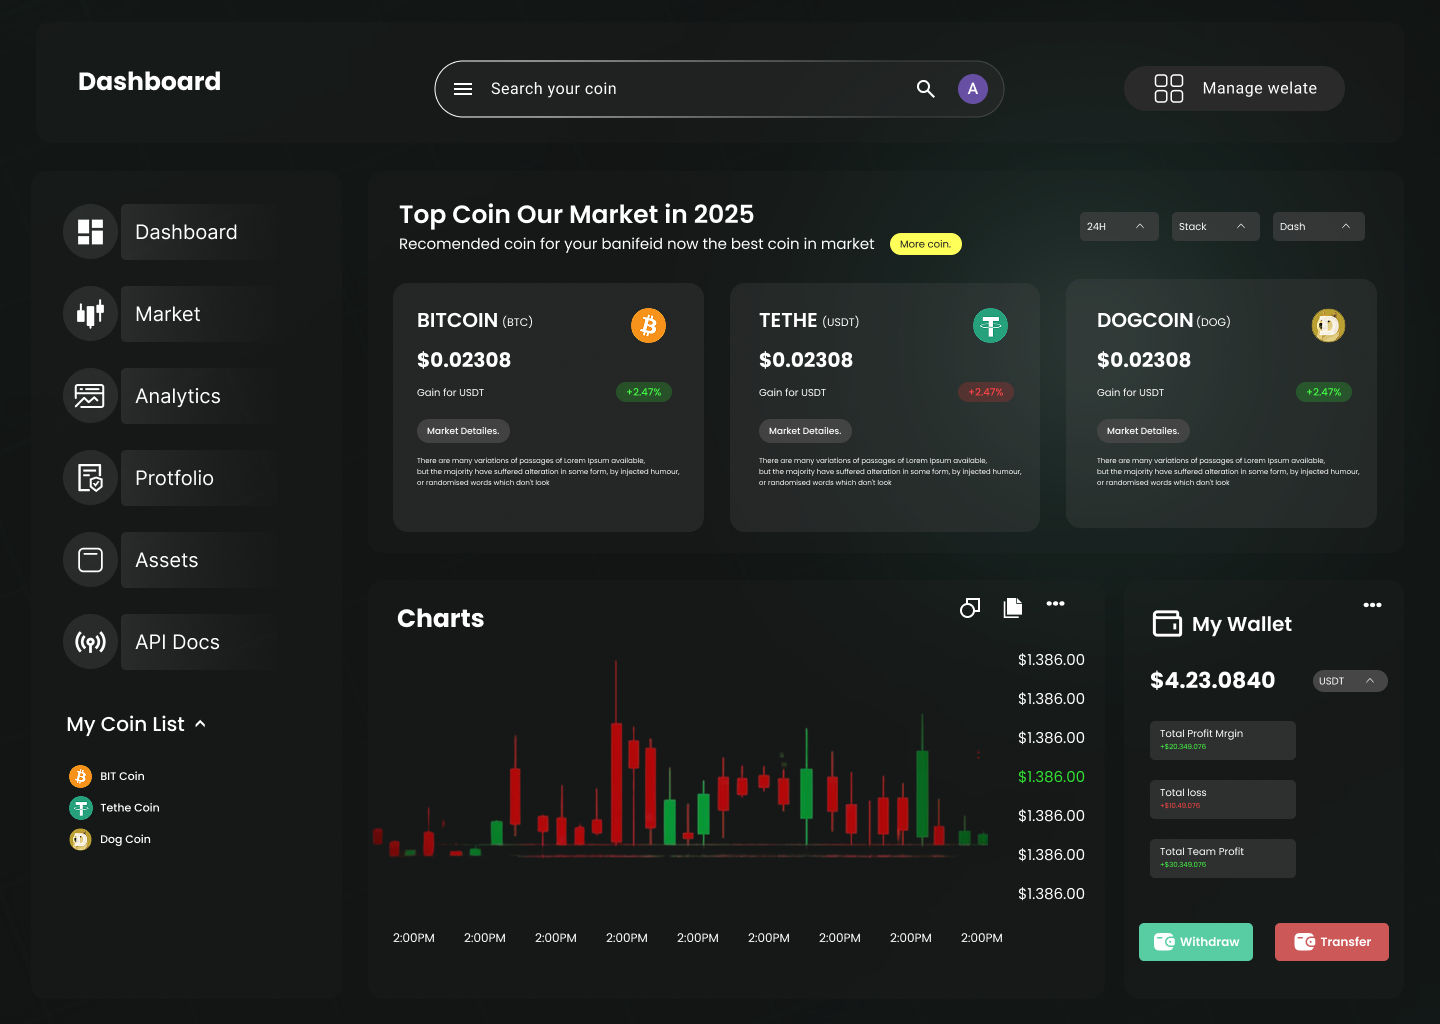 Dashboard
Search your coin
A
Manage welate
Dashboard
Market
Analytics
Protfolio
Assets
API Docs
My Coin List
BIT Coin
Tethe Coin
Dog Coin
Top Coin Our Market in 2025
Recomended coin for your banifeid now the best coin in market
More coin.
24H
Stack
Dash
BITCOIN (BTC)
$0.02308
Gain for USDT
+2.47%
Market Detailes.
There are many variations of passages of Lorem Ipsum available,
but the majority have suffered alteration in some form, by injected humour,
or randomised words which don't look
TETHE (USDT)
$0.02308
Gain for USDT
+2.47%
Market Detailes.
There are many variations of passages of Lorem Ipsum available,
but the majority have suffered alteration in some form, by injected humour,
or randomised words which don't look
DOGCOIN (DOG)
$0.02308
Gain for USDT
+2.47%
Market Detailes.
There are many variations of passages of Lorem Ipsum available,
but the majority have suffered alteration in some form, by injected humour,
or randomised words which don't look
Charts
$1.386.00
$1.386.00
$1.386.00
$1.386.00
$1.386.00
$1.386.00
$1.386.00
2:00PM 2:00PM 2:00PM 2:00PM 2:00PM 2:00PM 2:00PM 2:00PM 2:00PM
My Wallet
$4.23.0840
USDT
Total Profit Mrgin
+$20.349.076
Total loss
+$10.49.076
Total Team Profit
+$30.349.076
Withdraw
Transfer